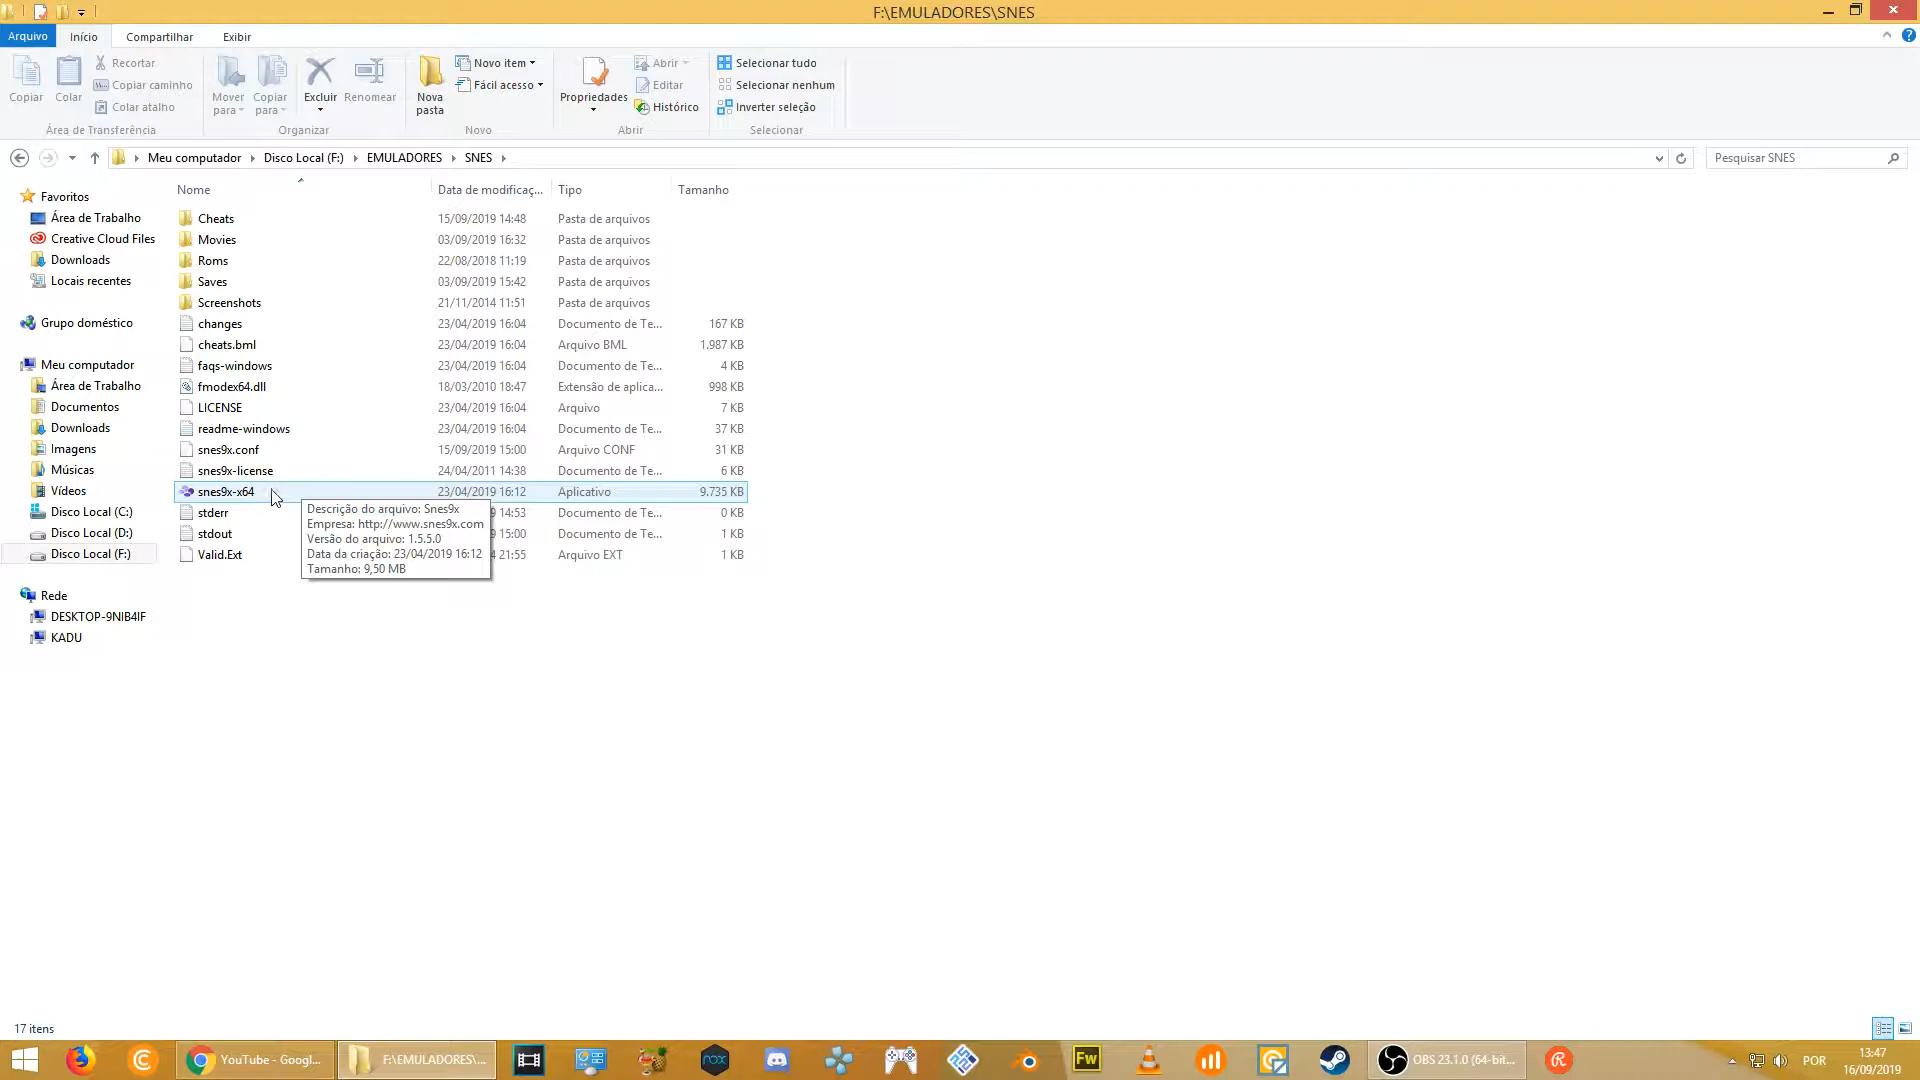 F:\EMULADORES\SNES
Arquivo Início Compartilhar Exibir
Copiar
Colar
Recortar
Copiar caminho
Colar atalho
Área de Transferência
Mover para
Copiar para
Excluir
Renomear
Organizar
Nova pasta
Novo item
Fácil acesso
Novo
Propriedades
Abrir
Editar
Histórico
Abrir
Selecionar tudo
Selecionar nenhum
Inverter seleção
Selecionar
Meu computador Disco Local (F:) EMULADORES SNES
Pesquisar SNES
Favoritos
Área de Trabalho
Creative Cloud Files
Downloads
Locais recentes
Grupo doméstico
Meu computador
Área de Trabalho
Documentos
Downloads
Imagens
Músicas
Vídeos
Disco Local (C:)
Disco Local (D:)
Disco Local (F:)
Rede
DESKTOP-9NIB4IF
KADU
Nome Data de modificaç... Tipo Tamanho
Cheats 15/09/2019 14:48 Pasta de arquivos
Movies 03/09/2019 16:32 Pasta de arquivos
Roms 22/08/2018 11:19 Pasta de arquivos
Saves 03/09/2019 15:42 Pasta de arquivos
Screenshots 21/11/2014 11:51 Pasta de arquivos
changes 23/04/2019 16:04 Documento de Te... 167 KB
cheats.bml 23/04/2019 16:04 Arquivo BML 1.987 KB
faqs-windows 23/04/2019 16:04 Documento de Te... 4 KB
fmodex64.dll 18/03/2010 18:47 Extensão de aplica... 998 KB
LICENSE 23/04/2019 16:04 Arquivo 7 KB
readme-windows 23/04/2019 16:04 Documento de Te... 37 KB
snes9x.conf 15/09/2019 15:00 Arquivo CONF 31 KB
snes9x-license 24/04/2011 14:38 Documento de Te... 6 KB
snes9x-x64 23/04/2019 16:12 Aplicativo 9.735 KB
stderr 9 14:53 Documento de Te... 0 KB
stdout 9 15:00 Documento de Te... 1 KB
Valid.Ext 4 21:55 Arquivo EXT 1 KB
Descrição do arquivo: Snes9x
Empresa: http://www.snes9x.com
Versão do arquivo: 1.5.5.0
Data da criação: 23/04/2019 16:12
Tamanho: 9,50 MB
17 itens
YouTube - Googl...
F:\EMULADORES\...
nox
Fw
OBS 23.1.0 (64-bit...
POR
13:47
16/09/2019